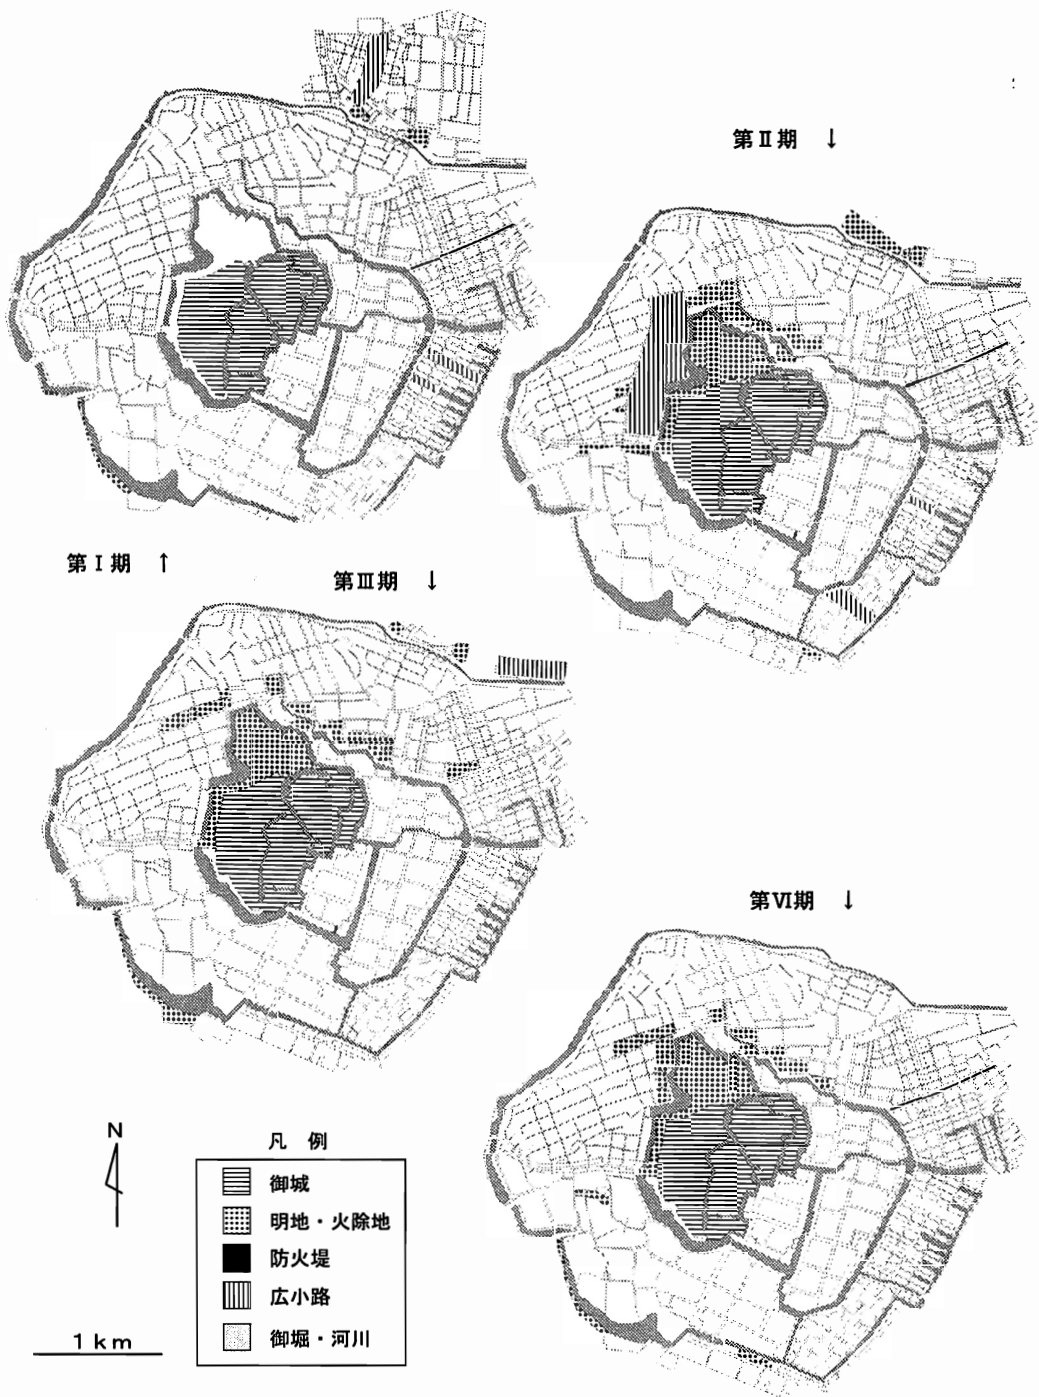 第Ⅱ期 ↓
第Ⅰ期 ↑
第Ⅲ期 ↓
第Ⅵ期 ↓
N
凡 例
御城
明地・火除地
防火堤
広小路
御堀・河川
1km